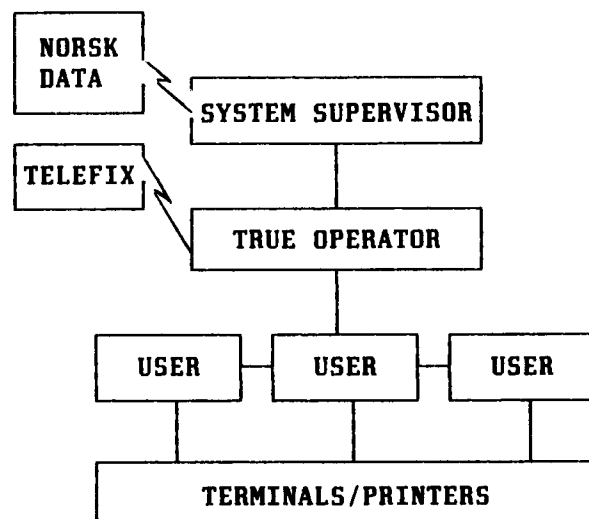 NORSK
DATA
SYSTEM SUPERVISOR
TELEFIX
TRUE OPERATOR
USER
USER
USER
TERMINALS/PRINTERS